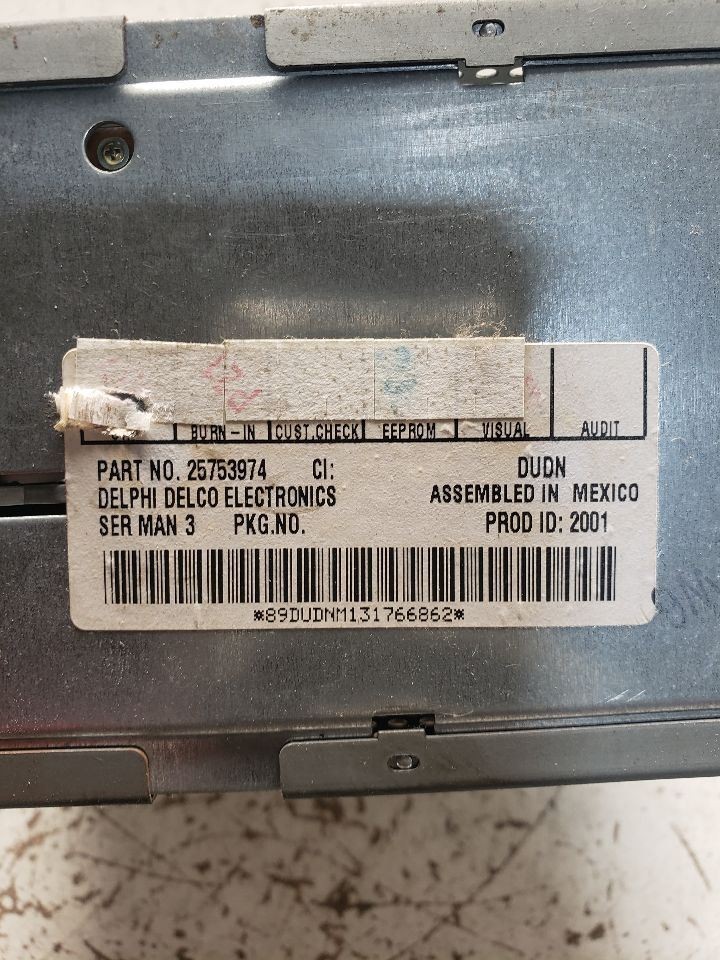 BURN-IN CUST.CHECK EEPROM VISUAL AUDIT
PART NO. 25753974 CI: DUDN
DELPHI DELCO ELECTRONICS ASSEMBLED IN MEXICO
SER MAN 3 PKG.NO. PROD ID: 2001
*89DUDNM131766862*